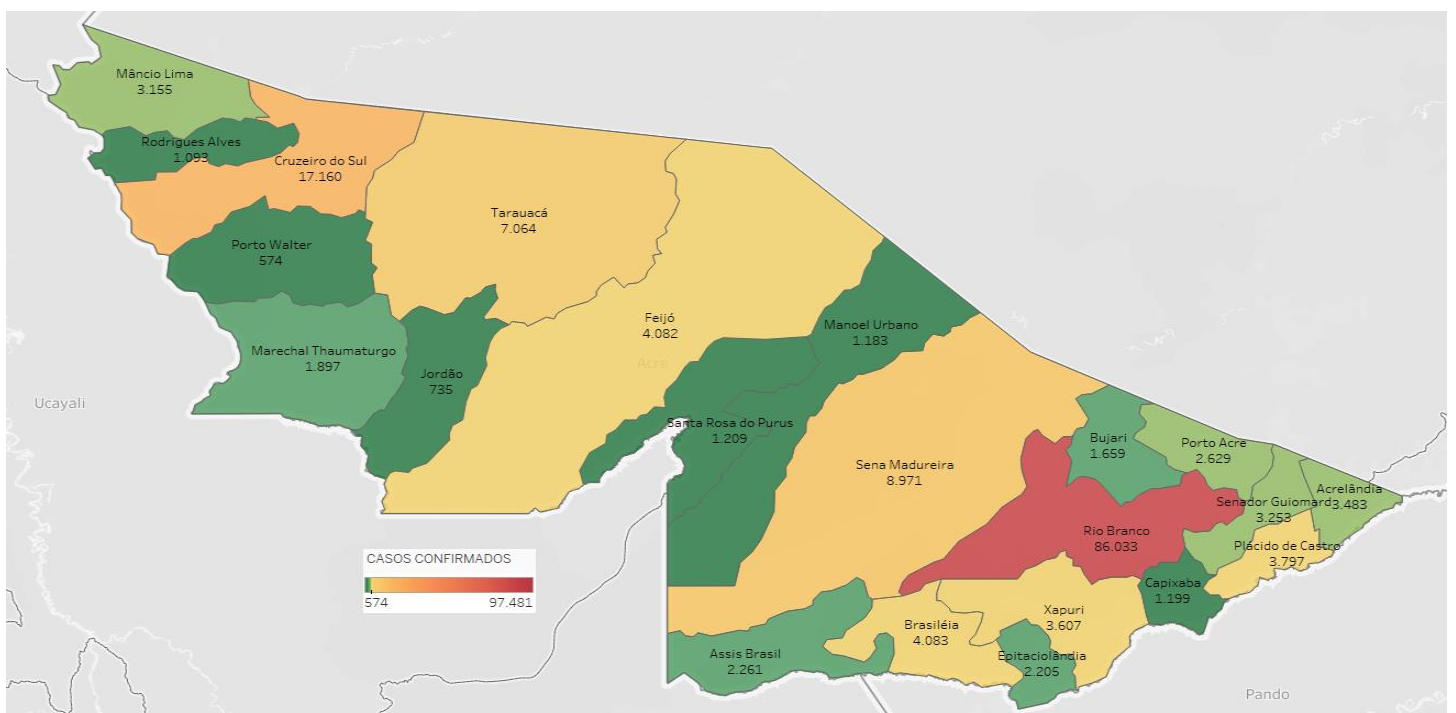 Mâncio Lima
3.155
Rodrigues Alves
1.093
Cruzeiro do Sul
17.160
Tarauacá
7.064
Porto Walter
574
Feijó
4.082
Manoel Urbano
1.183
Marechal Thaumaturgo
1.897
Jordão
735
Acre
Ucayali
Santa Rosa do Purus
1.209
Sena Madureira
8.971
Bujari
1.659
Porto Acre
2.629
Senador Guiomard
3.253
Acrelândia
3.483
Rio Branco
86.033
Plácido de Castro
3.797
CASOS CONFIRMADOS
574 97.481
Capixaba
1.199
Xapuri
3.607
Brasiléia
4.083
Assis Brasil
2.261
Epitaciolândia
2.205
Pando